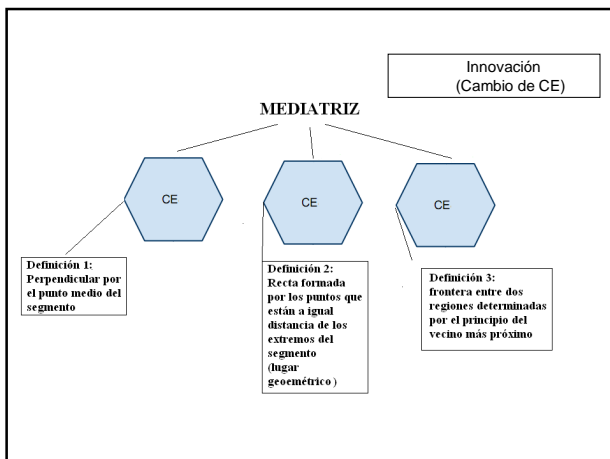 Innovación
(Cambio de CE)
MEDIATRIZ
CE
CE
CE
Definición 1:
Perpendicular por
el punto medio del
segmento
Definición 2:
Recta formada
por los puntos que
están a igual
distancia de los
extremos del
segmento
(lugar
geoemétrico )
Definición 3:
frontera entre dos
regiones determinadas
por el principio del
vecino más próximo